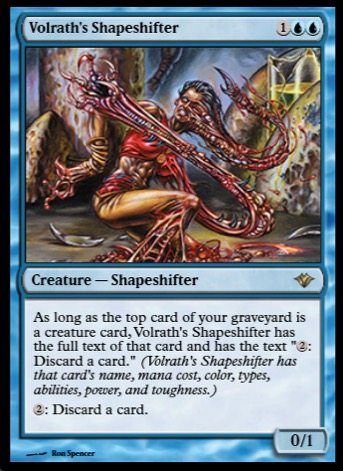 Volrath's Shapeshifter 1
Creature — Shapeshifter
As long as the top card of your graveyard is
a creature card, Volrath's Shapeshifter has
the full text of that card and has the text "2:
Discard a card." (Volrath's Shapeshifter has
that card's name, mana cost, color, types,
abilities, power, and toughness.)
2: Discard a card.
0/1
Ron Spencer